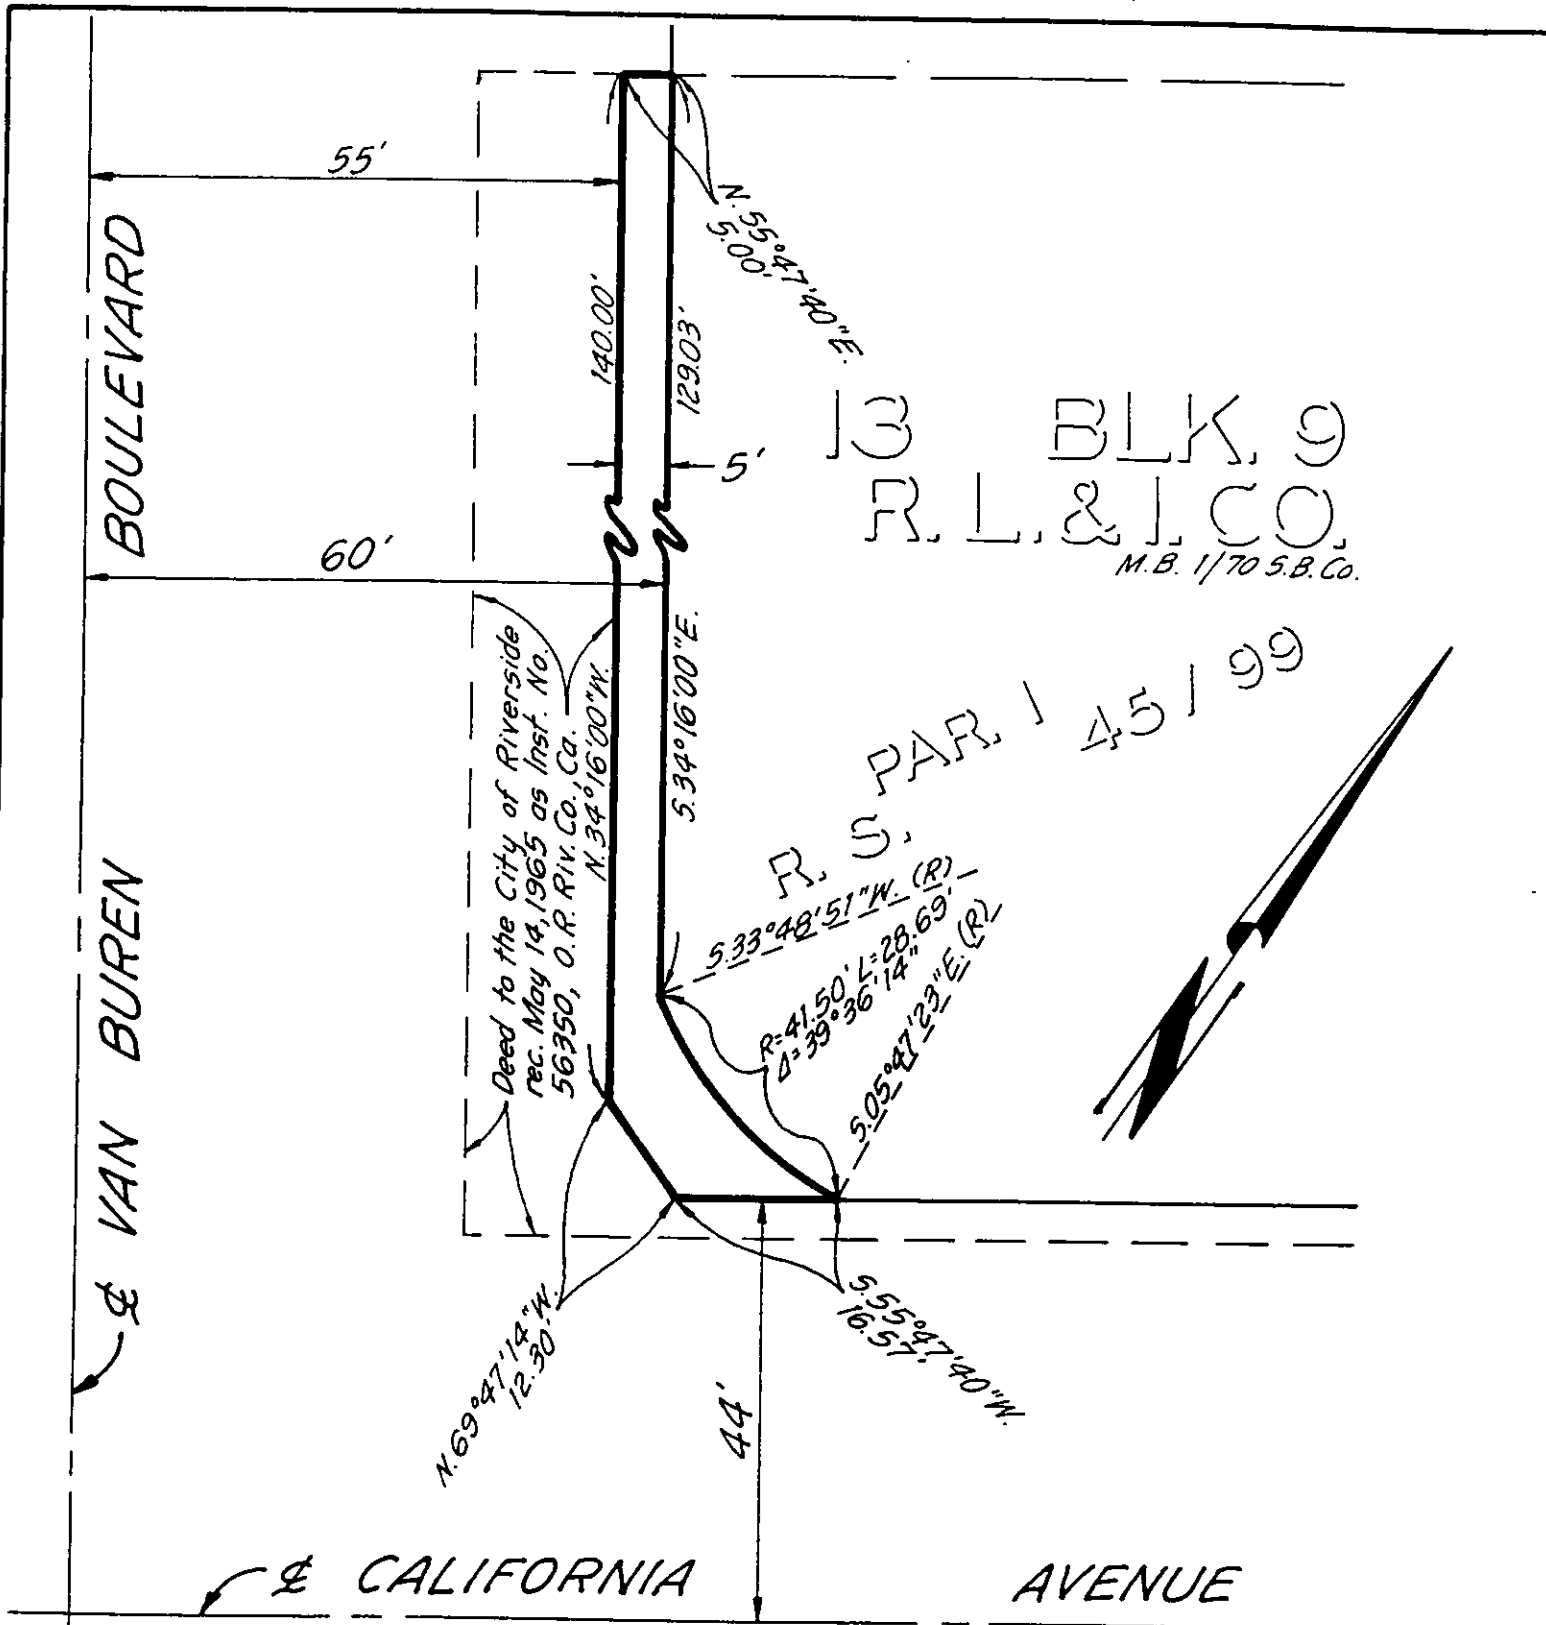 55'
N.55°47'40"E.
5.00'
BOULEVARD
140.00'
129.03'
13 BLK. 9
R. L. & I. CO.
M.B. 1/70 S.B. Co.
5'
60'
Deed to the City of Riverside
rec. May 14, 1965 as Inst. No.
56350, O.R. Riv. Co., Ca.
N.34°16'00"W.
S.34°16'00"E.
R. S. PAR. 1 45 / 99
S.33°48'51"W. (R)
R=41.50' L=28.69'
Δ=39°36'14"
S.05°47'23"E. (R)
℄ VAN BUREN
N.69°47'14"W.
12.30'
S.55°47'40"W.
16.57'
44'
℄ CALIFORNIA AVENUE